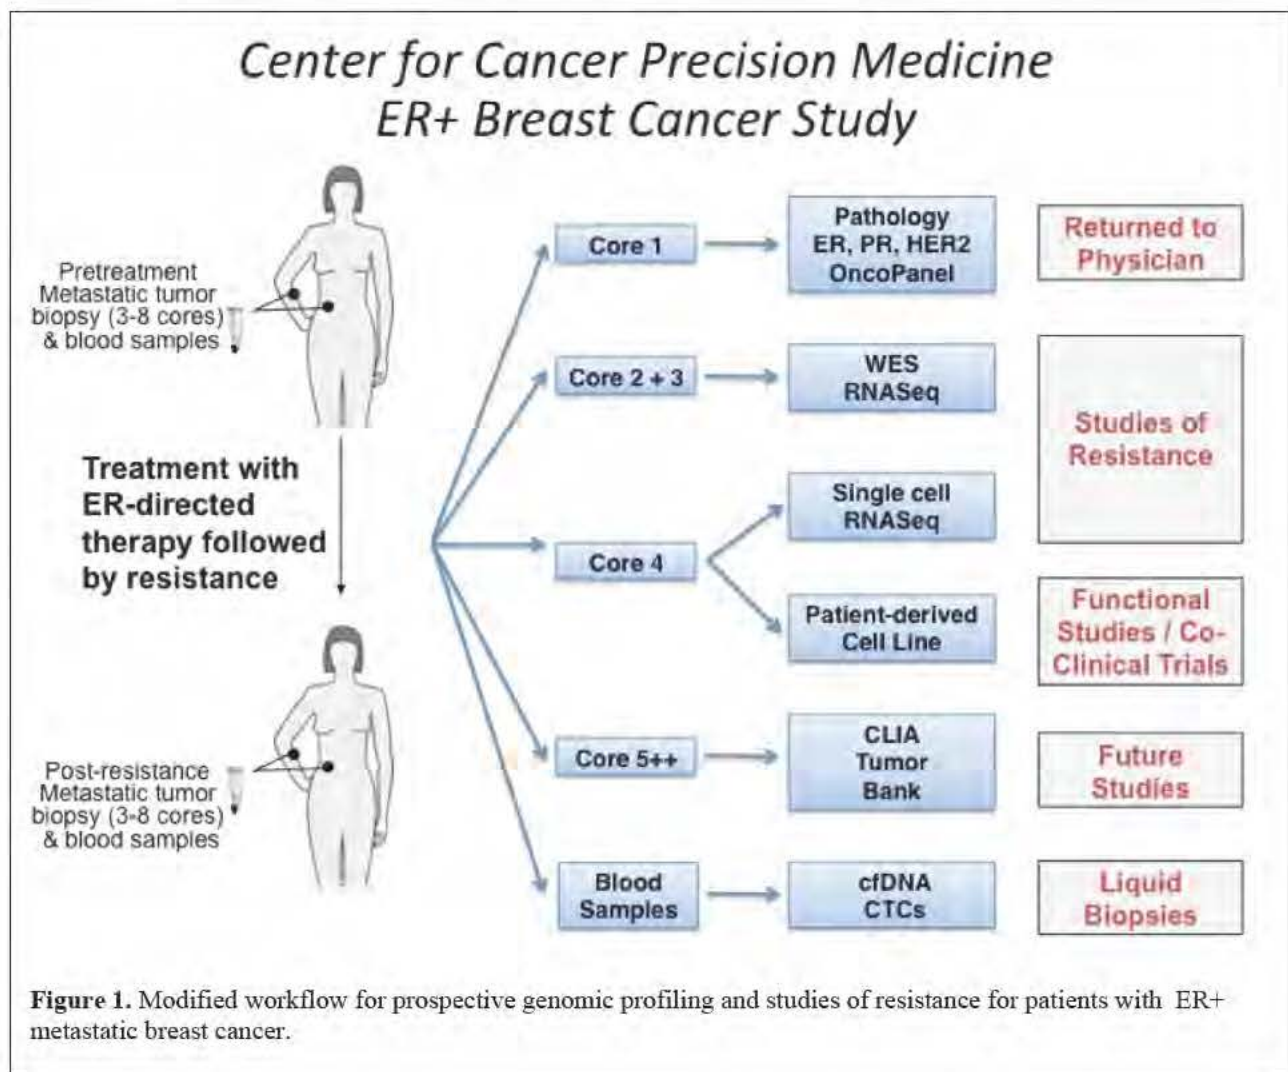 Center for Cancer Precision Medicine
ER+ Breast Cancer Study
Pretreatment
Metastatic tumor
biopsy (3-8 cores)
& blood samples
Treatment with
ER-directed
therapy followed
by resistance
Post-resistance
Metastatic tumor
biopsy (3-8 cores)
& blood samples
Core 1
Pathology
ER, PR, HER2
OncoPanel
Returned to
Physician
Core 2 + 3
WES
RNASeq
Studies of
Resistance
Core 4
Single cell
RNASeq
Patient-derived
Cell Line
Functional
Studies / Co-
Clinical Trials
Core 5++
CLIA
Tumor
Bank
Future
Studies
Blood
Samples
cfDNA
CTCs
Liquid
Biopsies
Figure 1. Modified workflow for prospective genomic profiling and studies of resistance for patients with ER+
metastatic breast cancer.